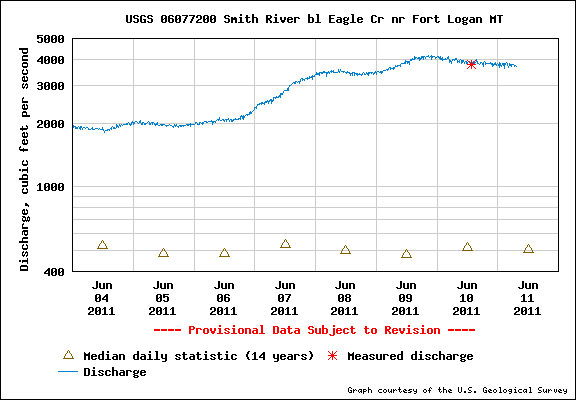 USGS 06077200 Smith River bl Eagle Cr nr Fort Logan MT
Discharge, cubic feet per second
5000
4000
3000
2000
1000
400
Jun Jun Jun Jun Jun Jun Jun Jun
04 05 06 07 08 09 10 11
2011 2011 2011 2011 2011 2011 2011 2011
---- Provisional Data Subject to Revision ----
Median daily statistic (14 years) Measured discharge
Discharge
Graph courtesy of the U.S. Geological Survey